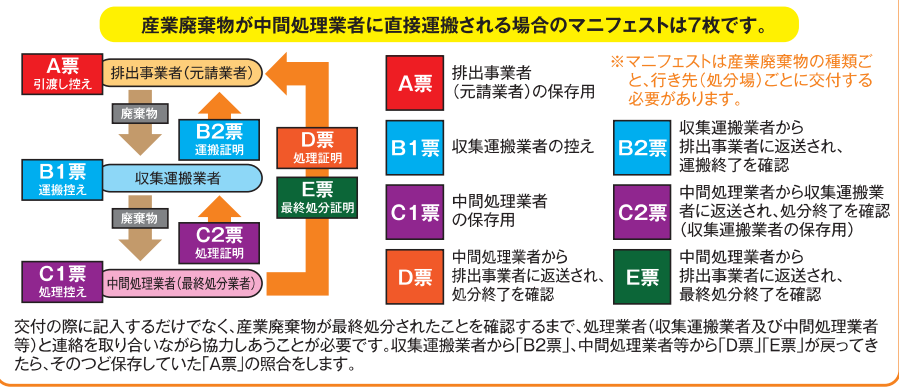 産業廃棄物が中間処理業者に直接運搬される場合のマニフェストは7枚です。
A票
引渡し控え
排出事業者(元請業者)
廃棄物
B2票
運搬証明
B1票
運搬控え
収集運搬業者
廃棄物
C2票
処理証明
C1票
処理控え
中間処理業者(最終処分業者)
D票
処理証明
E票
最終処分証明
A票
排出事業者
(元請業者)の保存用
※マニフェストは産業廃棄物の種類ご
と、行き先(処分場)ごとに交付する
必要があります。
B1票
収集運搬業者の控え
B2票
収集運搬業者から
排出事業者に返送され、
運搬終了を確認
C1票
中間処理業者
の保存用
C2票
中間処理業者から収集運搬業
者に返送され、処分終了を確認
(収集運搬業者の保存用)
D票
中間処理業者から
排出事業者に返送され、
処分終了を確認
E票
中間処理業者から
排出事業者に返送され、
最終処分終了を確認
交付の際に記入するだけでなく、産業廃棄物が最終処分されたことを確認するまで、処理業者(収集運搬業者及び中間処理業者
等)と連絡を取り合いながら協力しあうことが必要です。収集運搬業者から「B2票」、中間処理業者等から「D票」「E票」が戻ってき
たら、そのつど保存していた「A票」の照合をします。